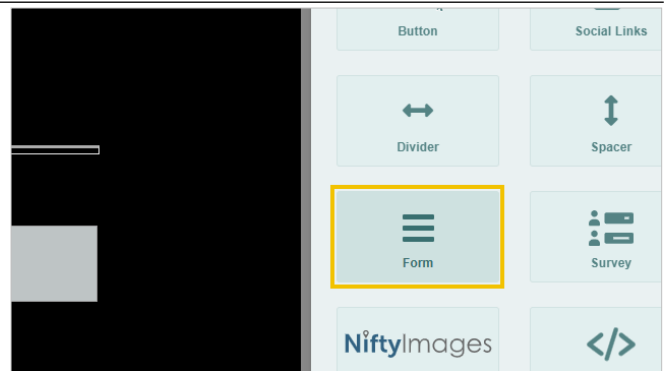 Button
Social Links
Divider
Spacer
Form
Survey
NiftyImages